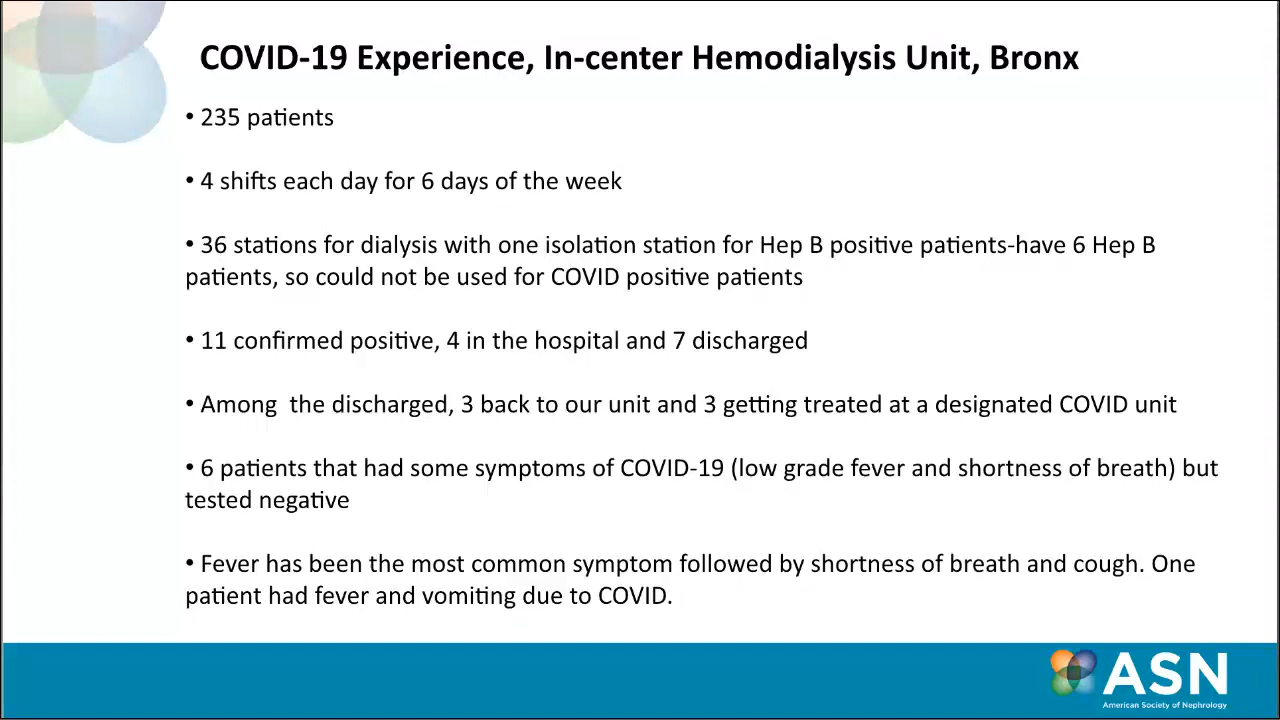 COVID-19 Experience, In-center Hemodialysis Unit, Bronx
• 235 patients
• 4 shifts each day for 6 days of the week
• 36 stations for dialysis with one isolation station for Hep B positive patients-have 6 Hep B
patients, so could not be used for COVID positive patients
• 11 confirmed positive, 4 in the hospital and 7 discharged
• Among  the discharged, 3 back to our unit and 3 getting treated at a designated COVID unit
• 6 patients that had some symptoms of COVID-19 (low grade fever and shortness of breath) but
tested negative
• Fever has been the most common symptom followed by shortness of breath and cough. One
patient had fever and vomiting due to COVID.
ASN
American Society of Nephrology